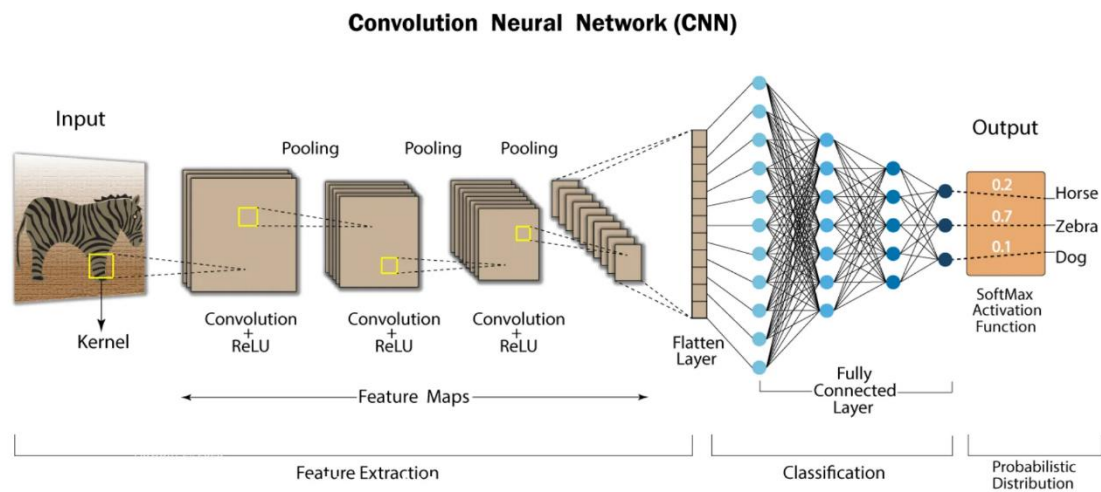 Convolution Neural Network (CNN)
Input
Kernel
Pooling
Pooling
Pooling
Convolution
+
ReLU
Convolution
+
ReLU
Convolution
+
ReLU
Feature Maps
Flatten
Layer
Fully
Connected
Layer
Output
0.2
0.7
0.1
Horse
Zebra
Dog
SoftMax
Activation
Function
Feature Extraction
Classification
Probabilistic
Distribution